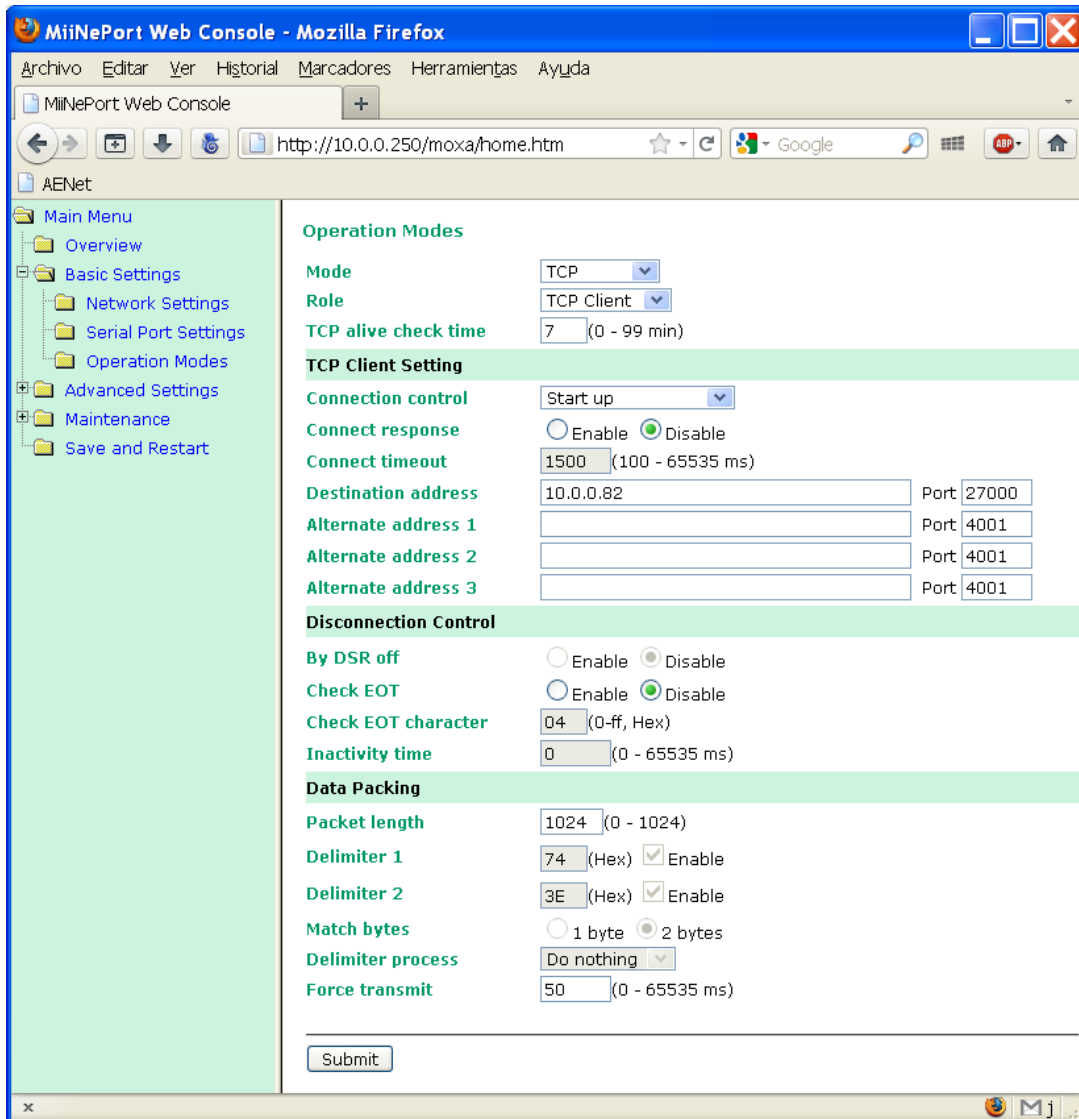 MiiNePort Web Console - Mozilla Firefox
Archivo Editar Ver Historial Marcadores Herramientas Ayuda
MiiNePort Web Console
http://10.0.0.250/moxa/home.htm Google ABP
AENet
Main Menu
Overview
Basic Settings
Network Settings
Serial Port Settings
Operation Modes
Advanced Settings
Maintenance
Save and Restart
Operation Modes
Mode TCP
Role TCP Client
TCP alive check time 7 (0 - 99 min)
TCP Client Setting
Connection control Start up
Connect response Enable Disable
Connect timeout 1500 (100 - 65535 ms)
Destination address 10.0.0.82 Port 27000
Alternate address 1 Port 4001
Alternate address 2 Port 4001
Alternate address 3 Port 4001
Disconnection Control
By DSR off Enable Disable
Check EOT Enable Disable
Check EOT character 04 (0-ff, Hex)
Inactivity time 0 (0 - 65535 ms)
Data Packing
Packet length 1024 (0 - 1024)
Delimiter 1 74 (Hex) Enable
Delimiter 2 3E (Hex) Enable
Match bytes 1 byte 2 bytes
Delimiter process Do nothing
Force transmit 50 (0 - 65535 ms)
Submit
x j